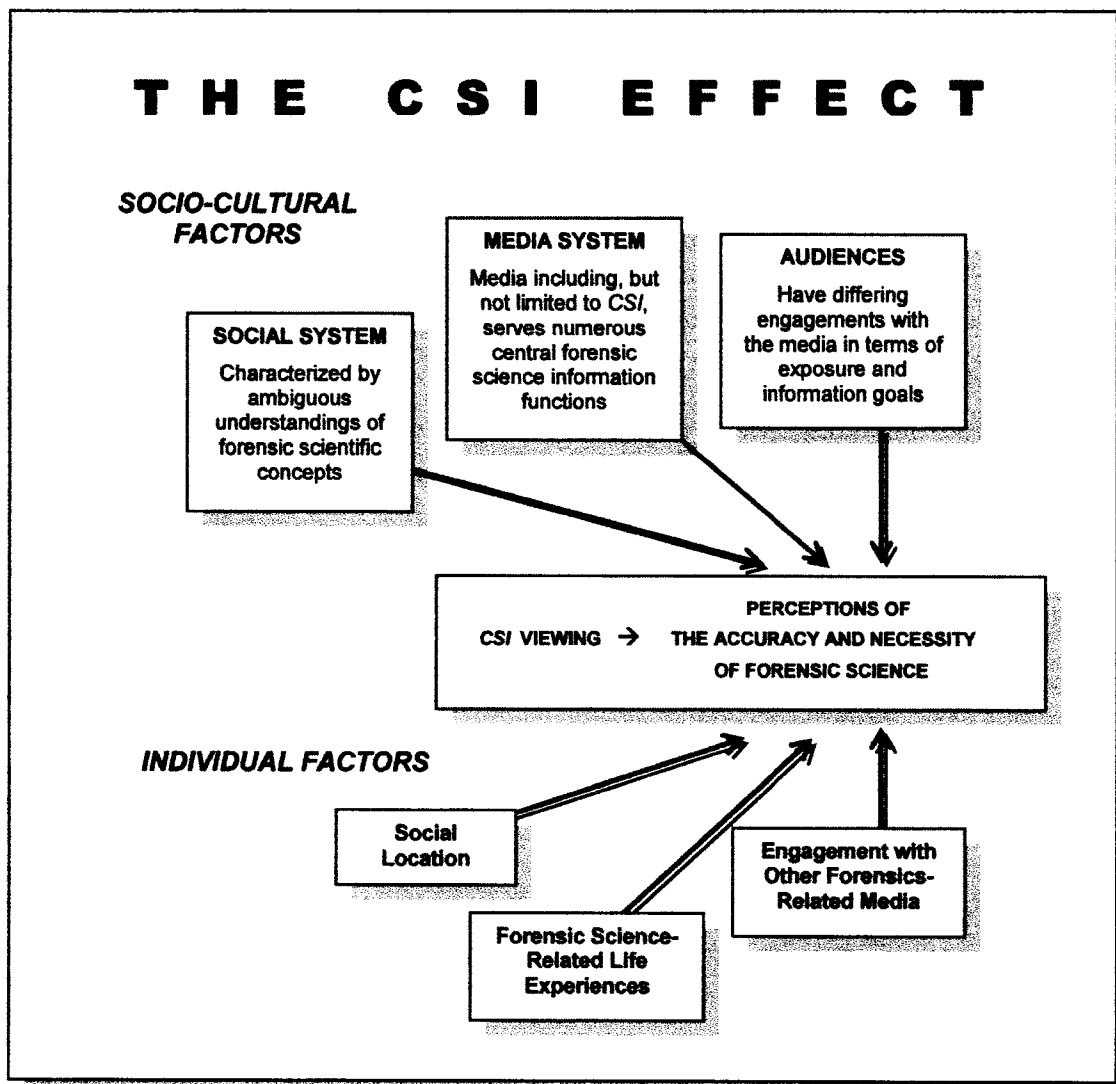 THE CSI EFFECT
SOCIO-CULTURAL
FACTORS
SOCIAL SYSTEM
Characterized by
ambiguous
understandings of
forensic scientific
concepts
MEDIA SYSTEM
Media including, but
not limited to CSI,
serves numerous
central forensic
science information
functions
AUDIENCES
Have differing
engagements with
the media in terms of
exposure and
information goals
CSI VIEWING →
PERCEPTIONS OF
THE ACCURACY AND NECESSITY
OF FORENSIC SCIENCE
INDIVIDUAL FACTORS
Social
Location
Forensic Science-
Related Life
Experiences
Engagement with
Other Forensics-
Related Media